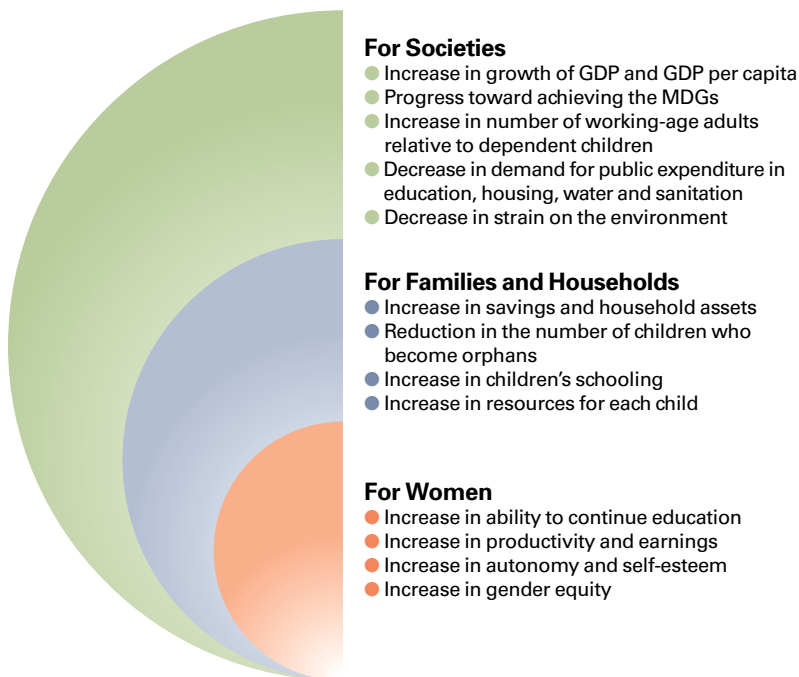 For Societies
Increase in growth of GDP and GDP per capita
Progress toward achieving the MDGs
Increase in number of working-age adults
relative to dependent children
Decrease in demand for public expenditure in
education, housing, water and sanitation
Decrease in strain on the environment
For Families and Households
Increase in savings and household assets
Reduction in the number of children who
become orphans
Increase in children’s schooling
Increase in resources for each child
For Women
Increase in ability to continue education
Increase in productivity and earnings
Increase in autonomy and self-esteem
Increase in gender equity